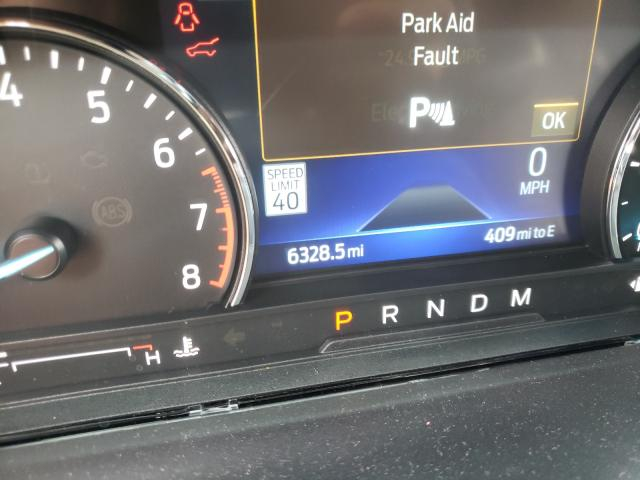 Park Aid
Fault
P
OK
4
5
6
7
8
ABS
SPEED
LIMIT
40
0
MPH
6328.5 mi
409 mi to E
P R N D M
H